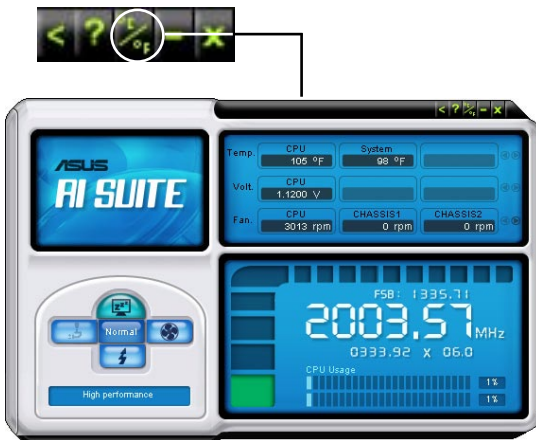 < ? °C/°F − x
< ? °C/°F − x
ASUS
AI SUITE
Temp. CPU System
105 °F 98 °F
Volt. CPU
1.1200 V
Fan. CPU CHASSIS1 CHASSIS2
3013 rpm 0 rpm 0 rpm
FSB: 1335.71
2003.57 MHz
0333.92 X 06.0
CPU Usage
1%
1%
Normal
High performance